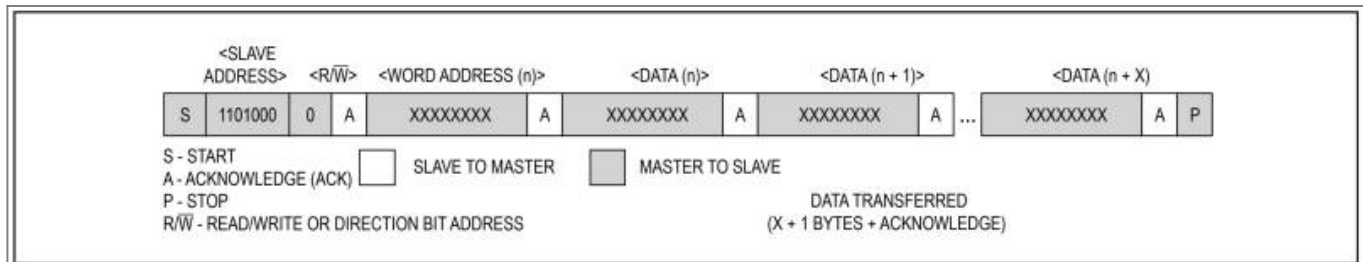 <SLAVE
ADDRESS> <R/W̅> <WORD ADDRESS (n)> <DATA (n)> <DATA (n + 1)> <DATA (n + X)
S 1101000 0 A XXXXXXXX A XXXXXXXX A XXXXXXXX A ... XXXXXXXX A P
S - START
A - ACKNOWLEDGE (ACK) SLAVE TO MASTER MASTER TO SLAVE
P - STOP DATA TRANSFERRED
R/W̅ - READ/WRITE OR DIRECTION BIT ADDRESS (X + 1 BYTES + ACKNOWLEDGE)